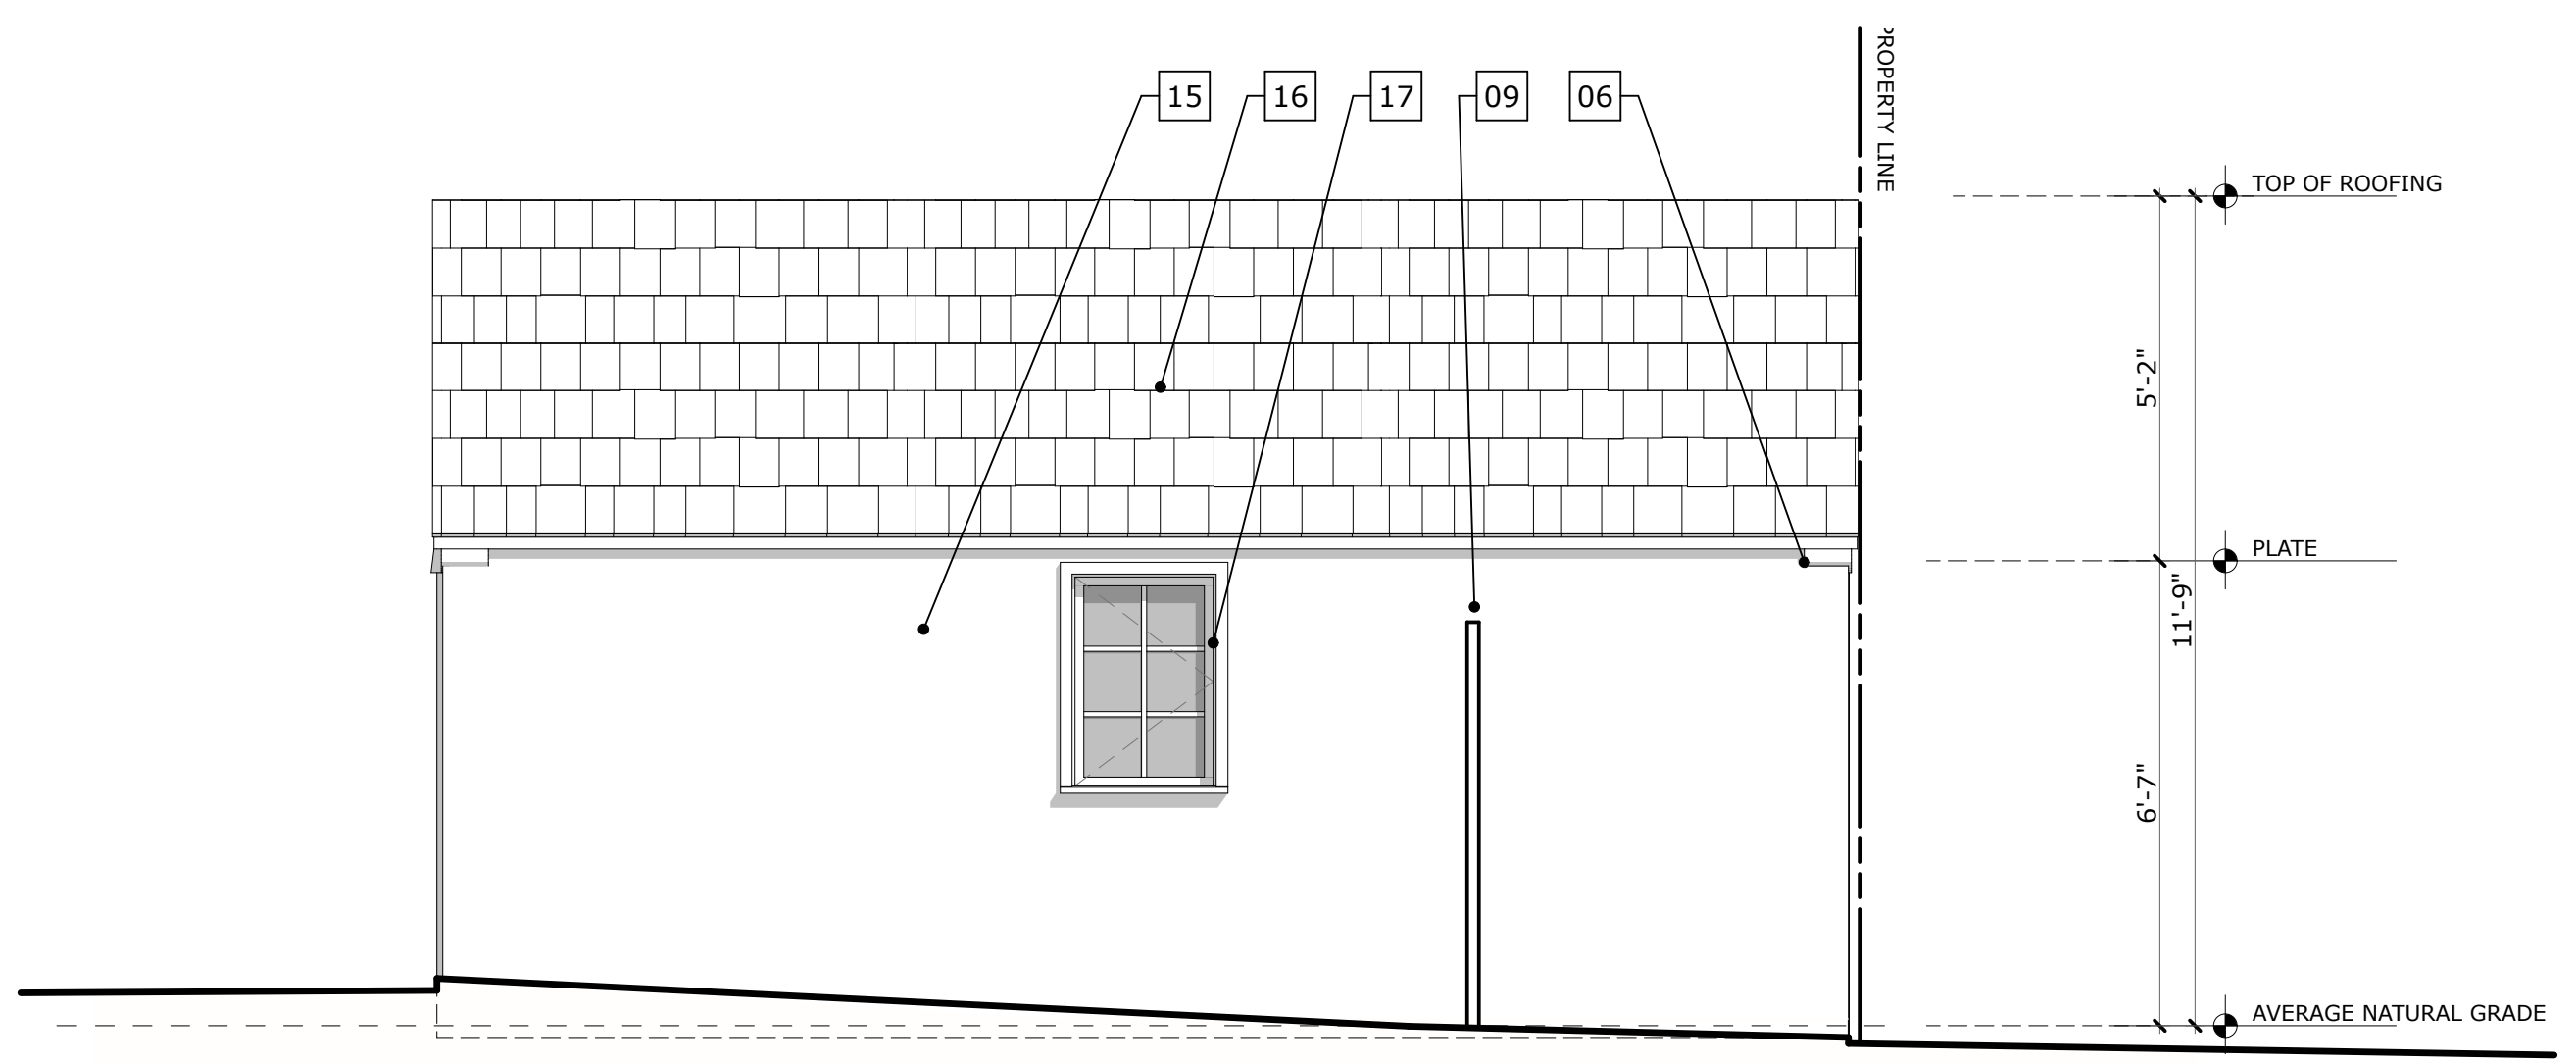 15
16
17
09
06
PROPERTY LINE
TOP OF ROOFING
5'-2"
PLATE
11'-9"
6'-7"
AVERAGE NATURAL GRADE